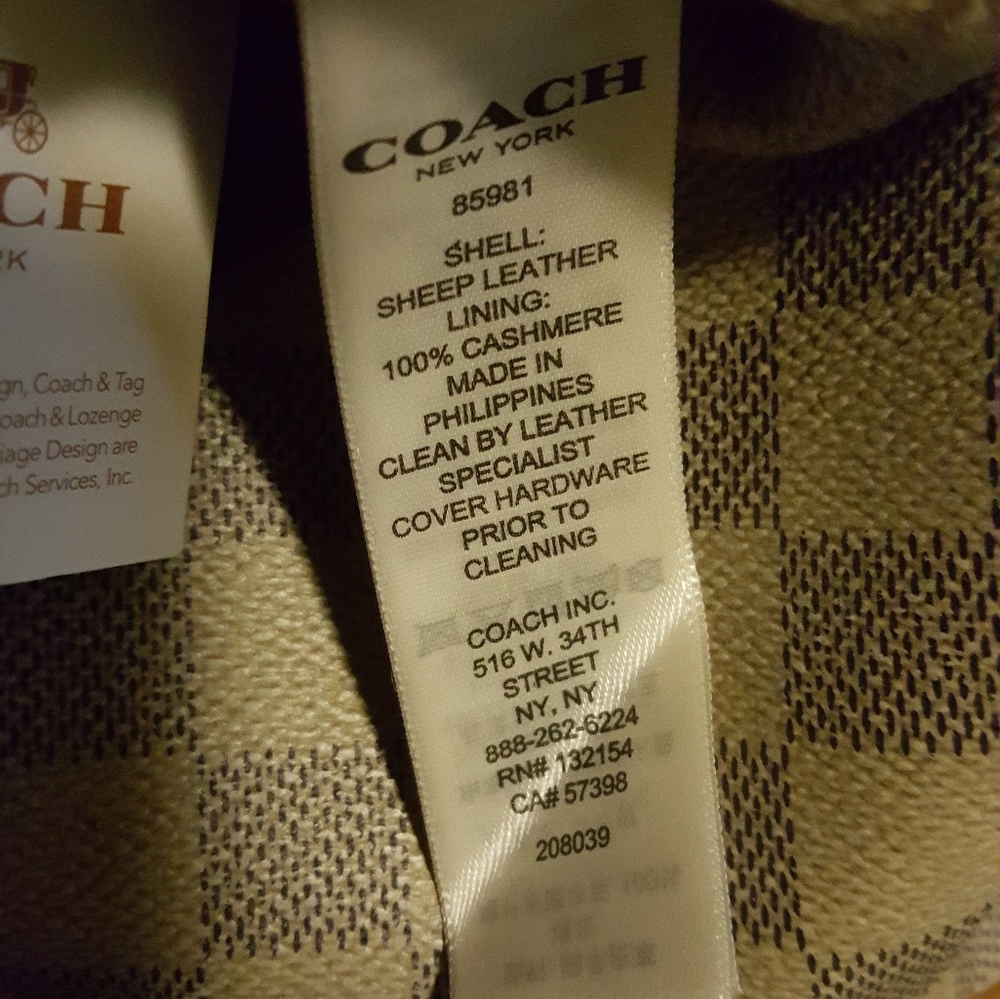 CH
RK
gn, Coach & Tag
oach & Lozenge
iage Design are
ch Services, Inc.
COACH
NEW YORK
85981
SHELL:
SHEEP LEATHER
LINING:
100% CASHMERE
MADE IN
PHILIPPINES
CLEAN BY LEATHER
SPECIALIST
COVER HARDWARE
PRIOR TO
CLEANING
COACH INC.
516 W. 34TH
STREET
NY, NY
888-262-6224
RN# 132154
CA# 57398
208039